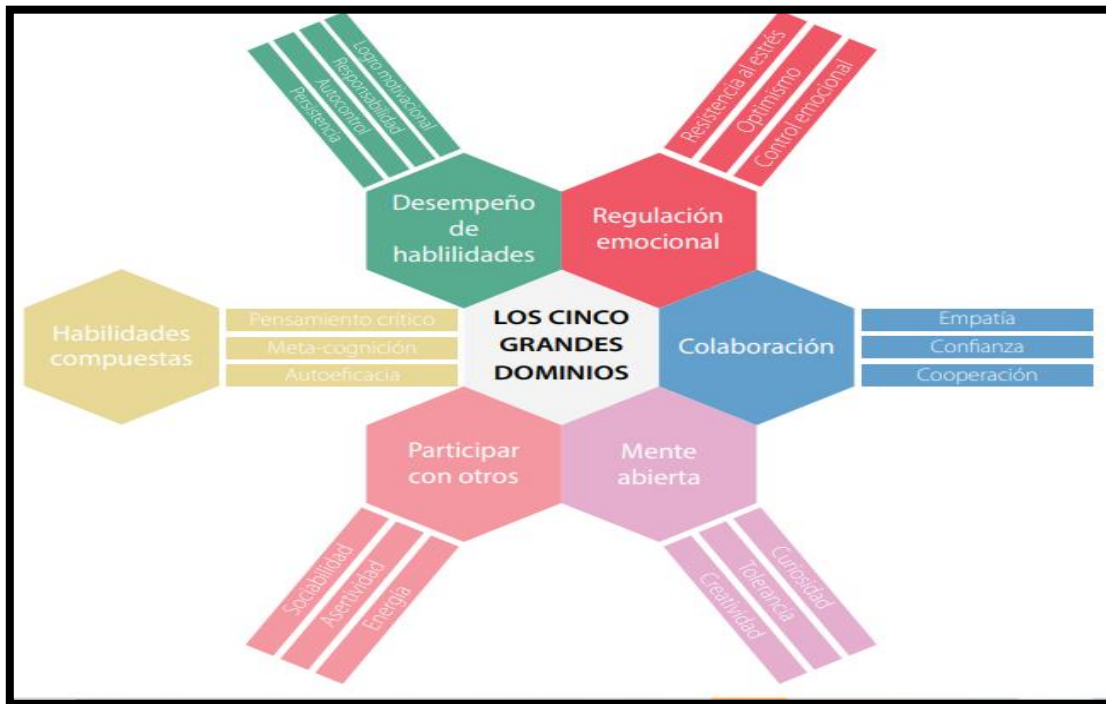 Logro motivacional
Responsabilidad
Autocontrol
Persistencia
Resistencia al estrés
Optimismo
Control emocional
Desempeño
de
hablilidades
Regulación
emocional
Habilidades
compuestas
Pensamiento crítico
Meta-cognición
Autoeficacia
LOS CINCO
GRANDES
DOMINIOS
Colaboración
Empatía
Confianza
Cooperación
Participar
con otros
Mente
abierta
Sociabilidad
Asertividad
Energía
Curiosidad
Tolerancia
Creatividad